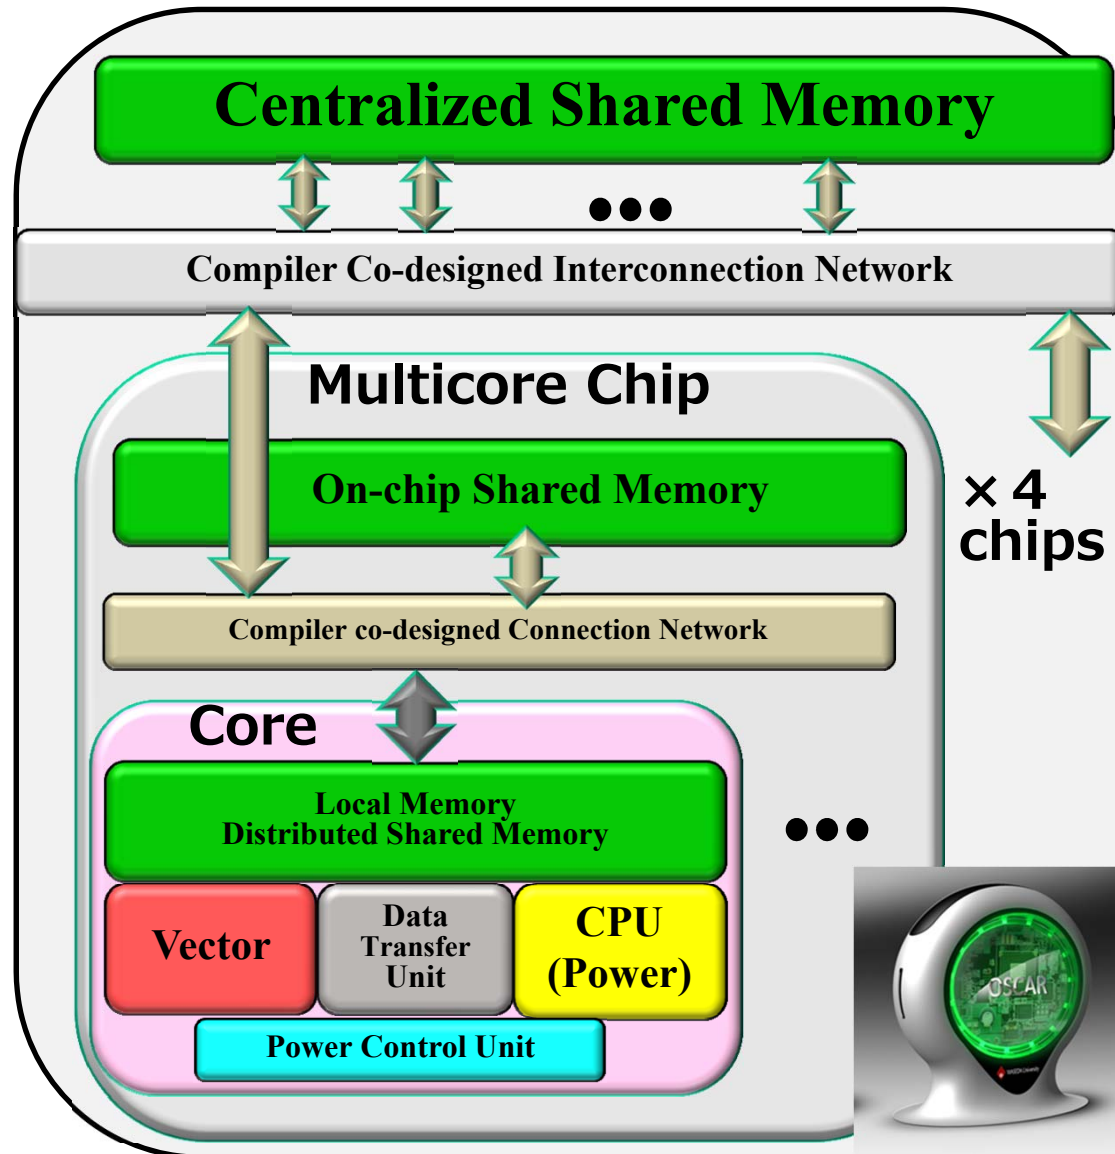 Centralized Shared Memory
•••
Compiler Co-designed Interconnection Network
Multicore Chip
On-chip Shared Memory
×4
chips
Compiler co-designed Connection Network
Core
Local Memory
Distributed Shared Memory
•••
Vector
Data
Transfer
Unit
CPU
(Power)
Power Control Unit
OSCAR